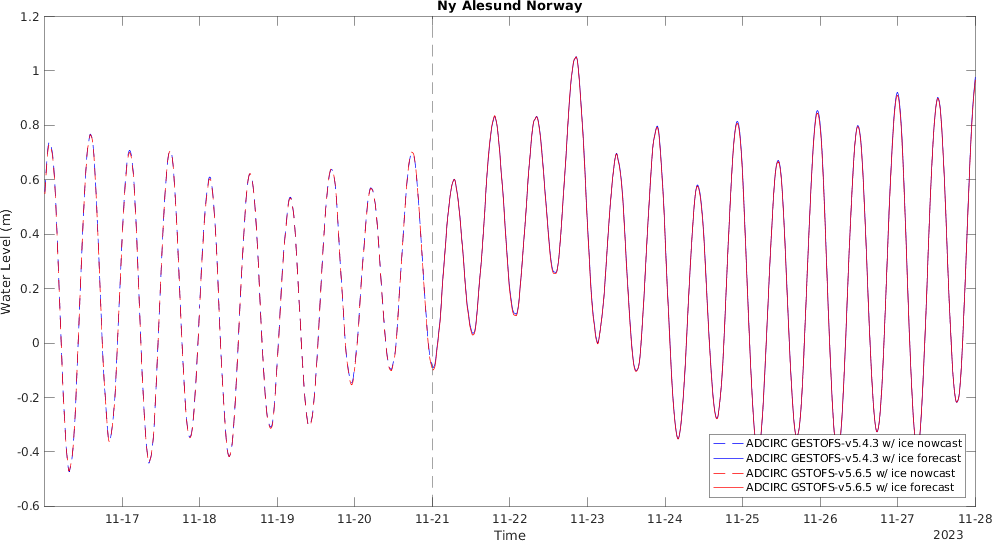 Ny Alesund Norway
Water Level (m)
1.2
1
0.8
0.6
0.4
0.2
0
-0.2
-0.4
-0.6
ADCIRC GESTOFS-v5.4.3 w/ ice nowcast
ADCIRC GESTOFS-v5.4.3 w/ ice forecast
ADCIRC GSTOFS-v5.6.5 w/ ice nowcast
ADCIRC GSTOFS-v5.6.5 w/ ice forecast
11-17 11-18 11-19 11-20 11-21 11-22 11-23 11-24 11-25 11-26 11-27 11-28
Time
2023